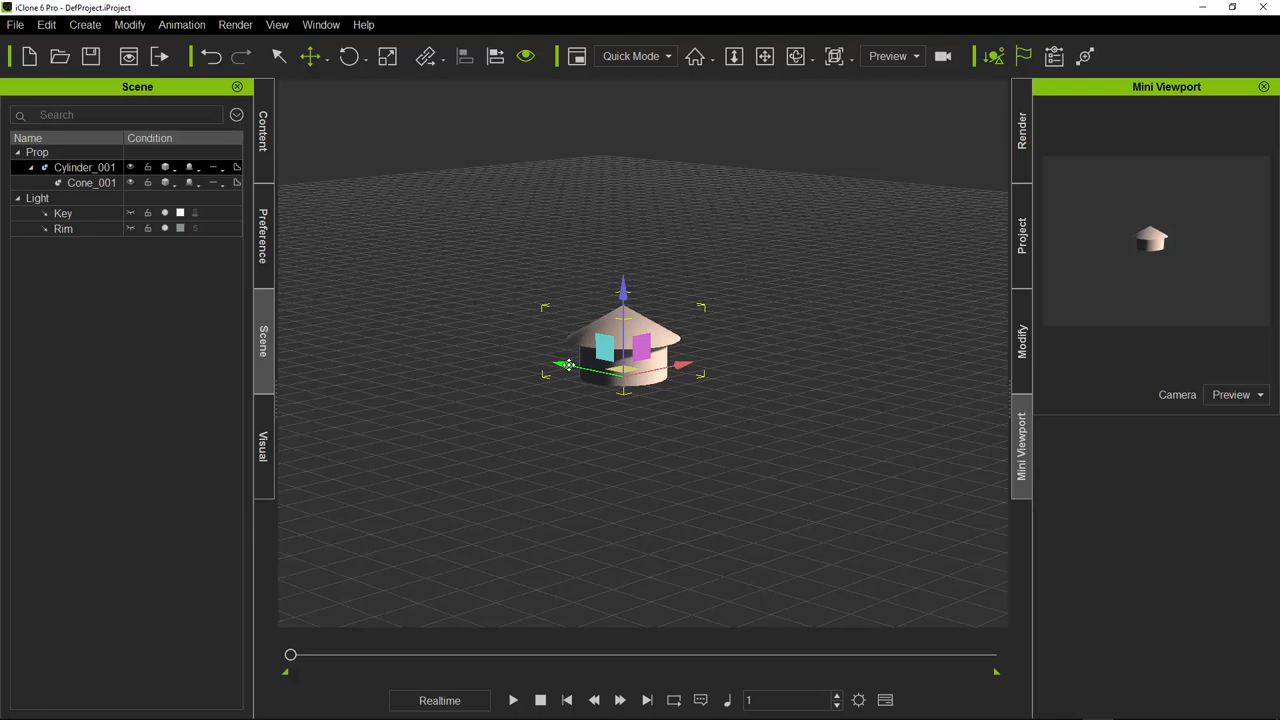 iClone 6 Pro - DefProject.iProject
File Edit Create Modify Animation Render View Window Help
Quick Mode Preview
Scene
Search
Name Condition
Prop
Cylinder_001
Cone_001
Light
Key
Rim
Content
Preference
Scene
Visual
Render
Project
Modify
Mini Viewport
Mini Viewport
Camera Preview
Realtime 1